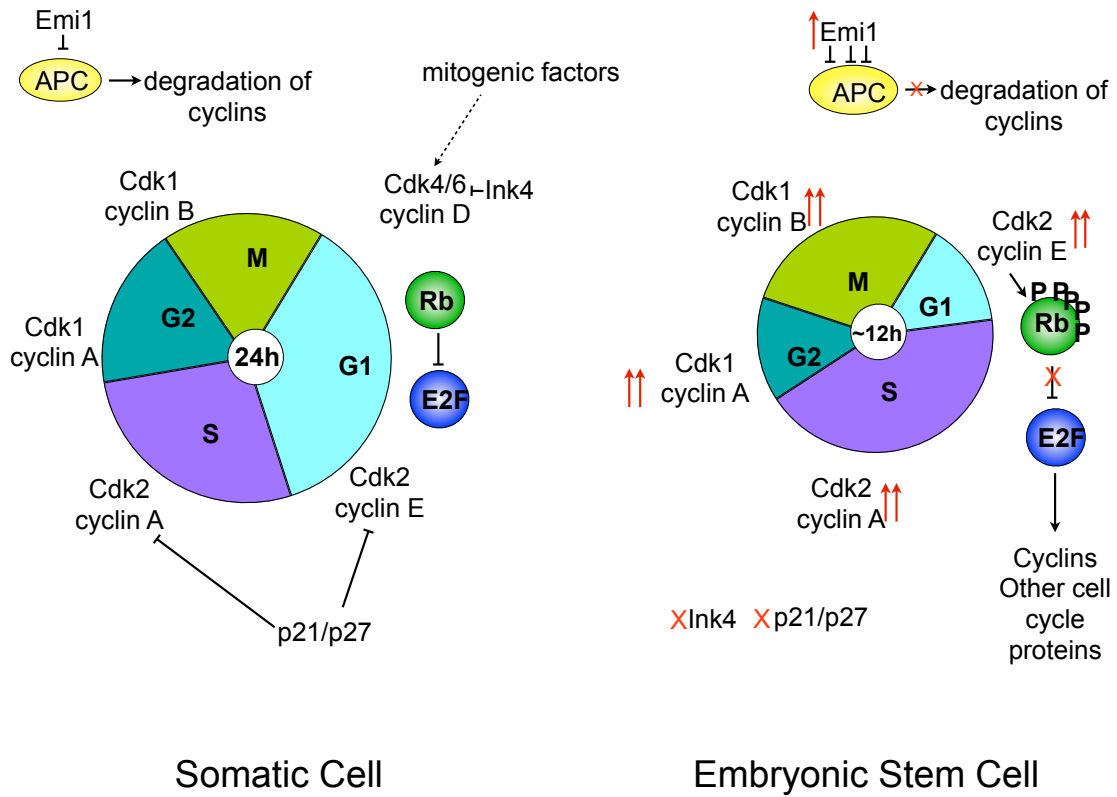 Emi1
APC
degradation of
cyclins
mitogenic factors
Cdk4/6
cyclin D
Ink4
Cdk1
cyclin B
M
G2
Cdk1
cyclin A
24h
G1
S
Rb
E2F
Cdk2
cyclin A
Cdk2
cyclin E
p21/p27
Somatic Cell
Emi1
APC
X
degradation of
cyclins
Cdk1
cyclin B
Cdk2
cyclin E
M
G1
P P P P P
Rb
~12h
G2
Cdk1
cyclin A
S
X
E2F
Cdk2
cyclin A
Cyclins
Other cell
cycle
proteins
X Ink4 X p21/p27
Embryonic Stem Cell